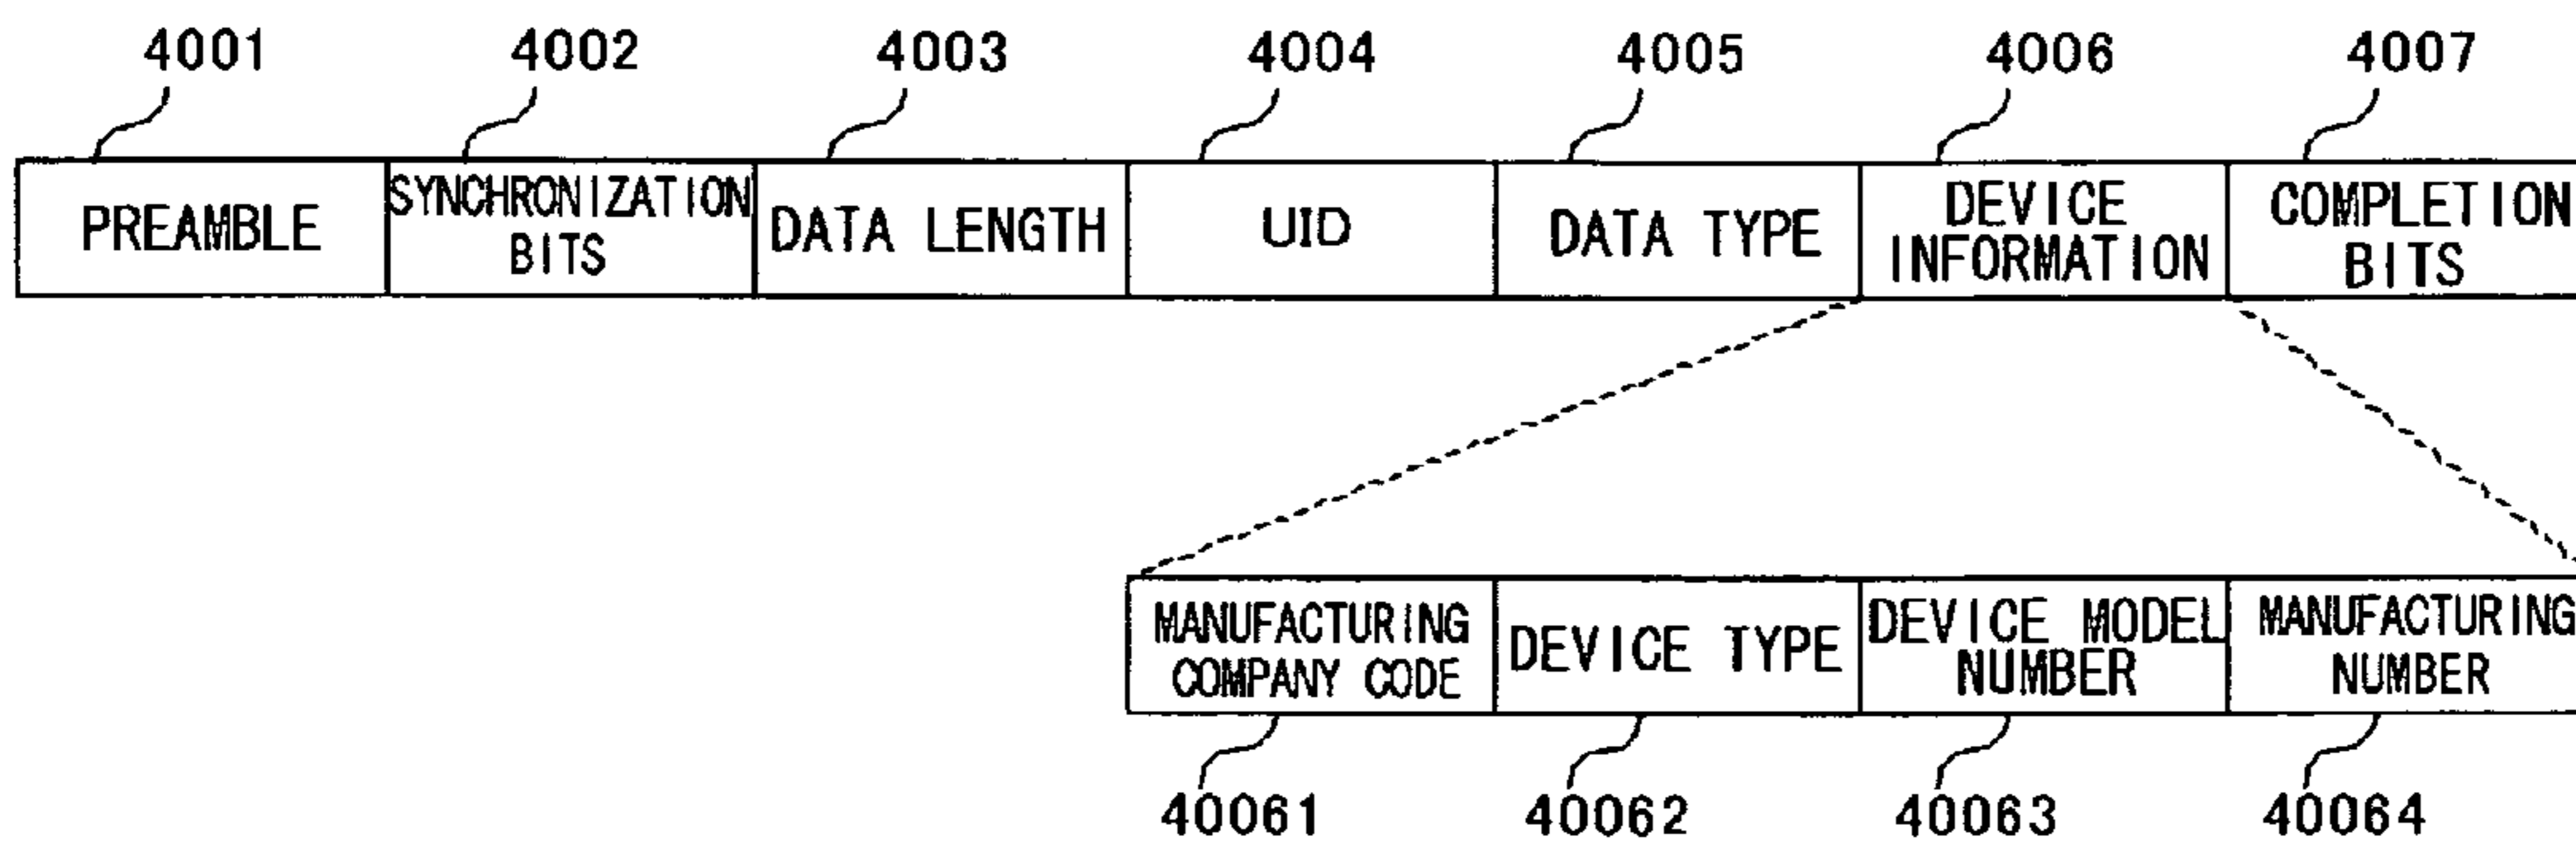 4001 4002 4003 4004 4005 4006 4007
PREAMBLE
SYNCHRONIZATION
BITS
DATA LENGTH
UID
DATA TYPE
DEVICE
INFORMATION
COMPLETION
BITS
MANUFACTURING
COMPANY CODE
DEVICE TYPE
DEVICE MODEL
NUMBER
MANUFACTURING
NUMBER
40061 40062 40063 40064